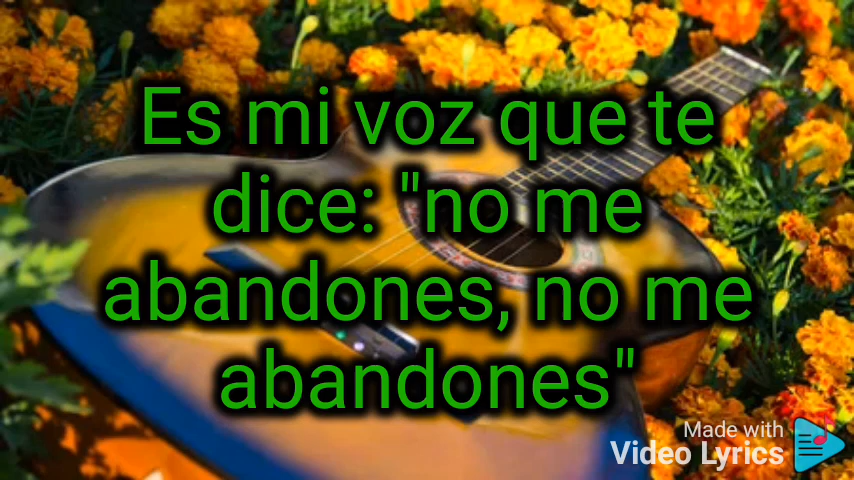 Es mi voz que te
dice: "no me
abandones, no me
abandones"
Made with
Video Lyrics